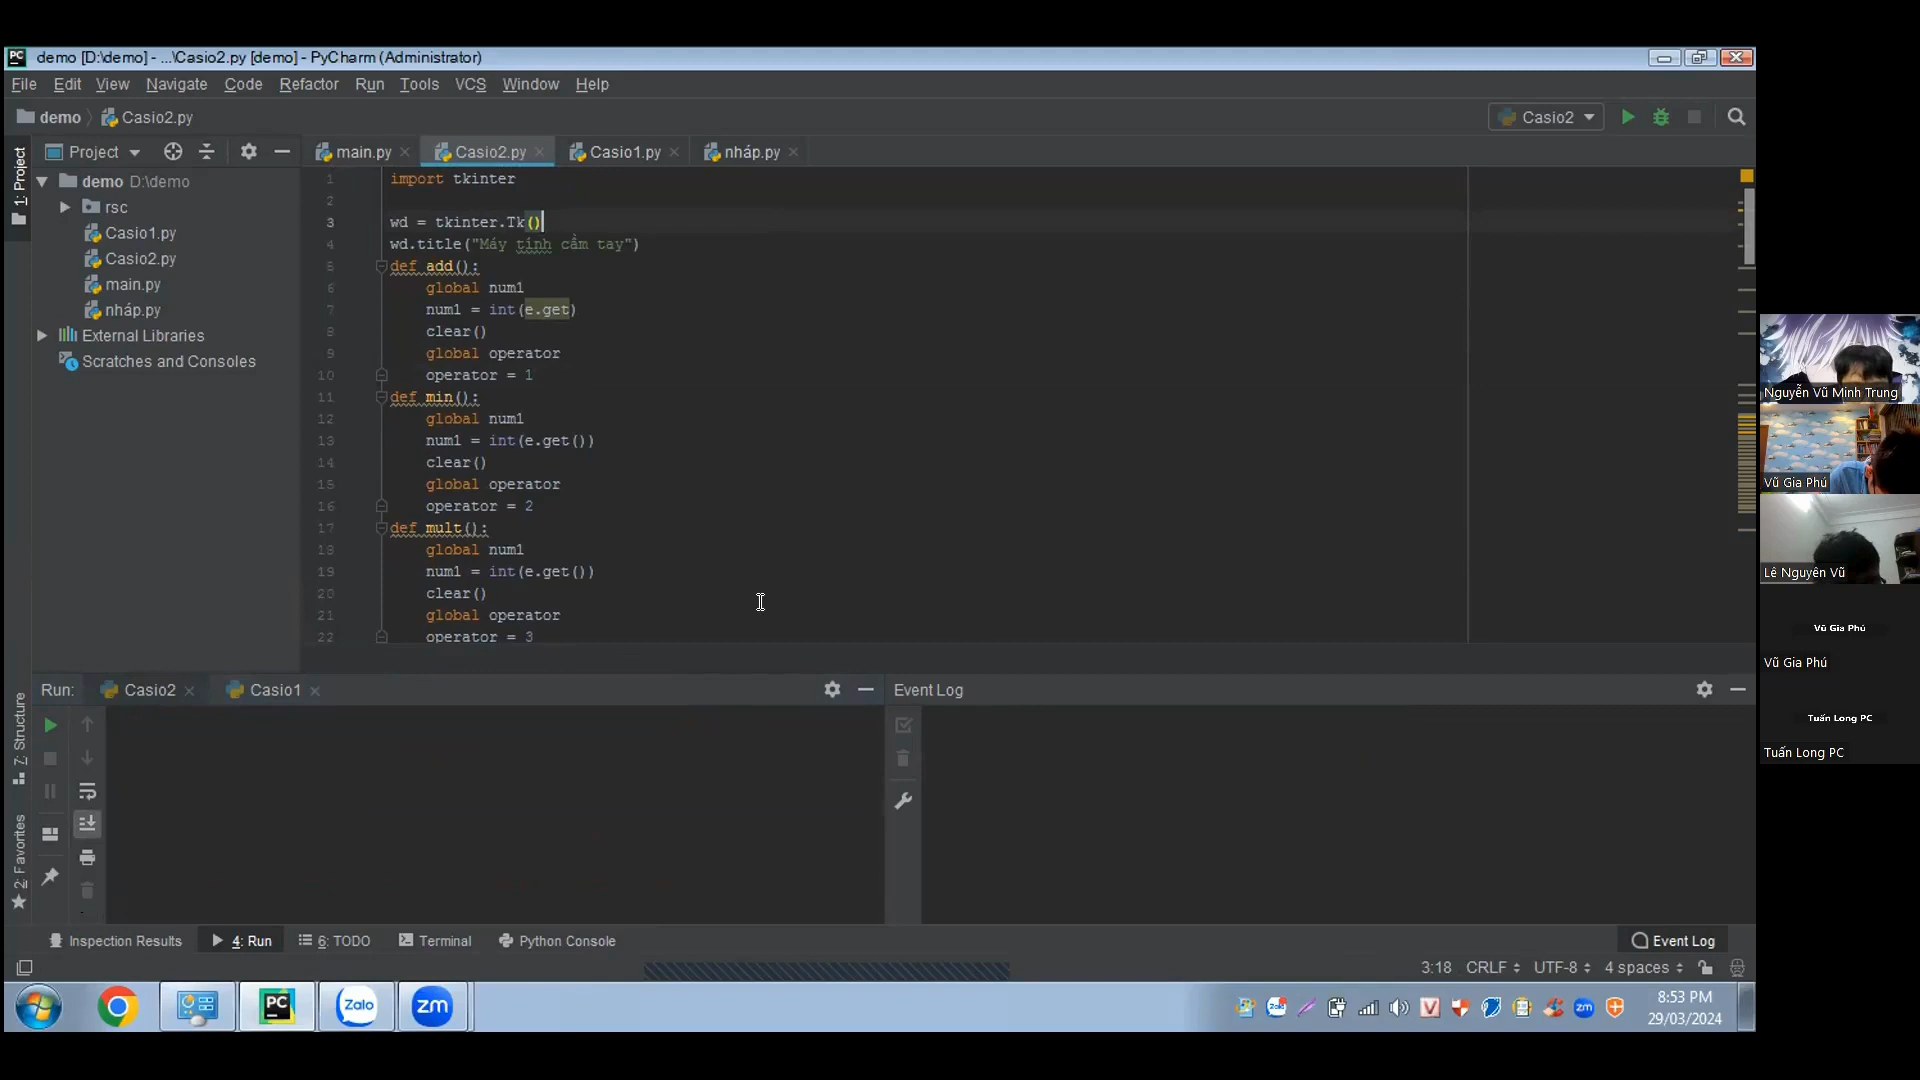 demo [D:\demo] - ...\Casio2.py [demo] - PyCharm (Administrator)
File Edit View Navigate Code Refactor Run Tools VCS Window Help
demo Casio2.py Casio2
1: Project
Project
main.py Casio2.py Casio1.py nháp.py
demo D:\demo
rsc
Casio1.py
Casio2.py
main.py
nháp.py
External Libraries
Scratches and Consoles
1 import tkinter
2
3 wd = tkinter.Tk()
4 wd.title("Máy tính cầm tay")
5 def add():
6 global num1
7 num1 = int(e.get)
8 clear()
9 global operator
10 operator = 1
11 def min():
12 global num1
13 num1 = int(e.get())
14 clear()
15 global operator
16 operator = 2
17 def mult():
18 global num1
19 num1 = int(e.get())
20 clear()
21 global operator
22 operator = 3
Nguyễn Vũ Minh Trung
Vũ Gia Phú
Lê Nguyên Vũ
Vũ Gia Phú
Vũ Gia Phú
Tuấn Long PC
Tuấn Long PC
Run: Casio2 Casio1
Event Log
7: Structure
2: Favorites
Inspection Results 4: Run 6: TODO Terminal Python Console Event Log
3:18 CRLF UTF-8 4 spaces
PC Zalo zm
V zm
8:53 PM
29/03/2024